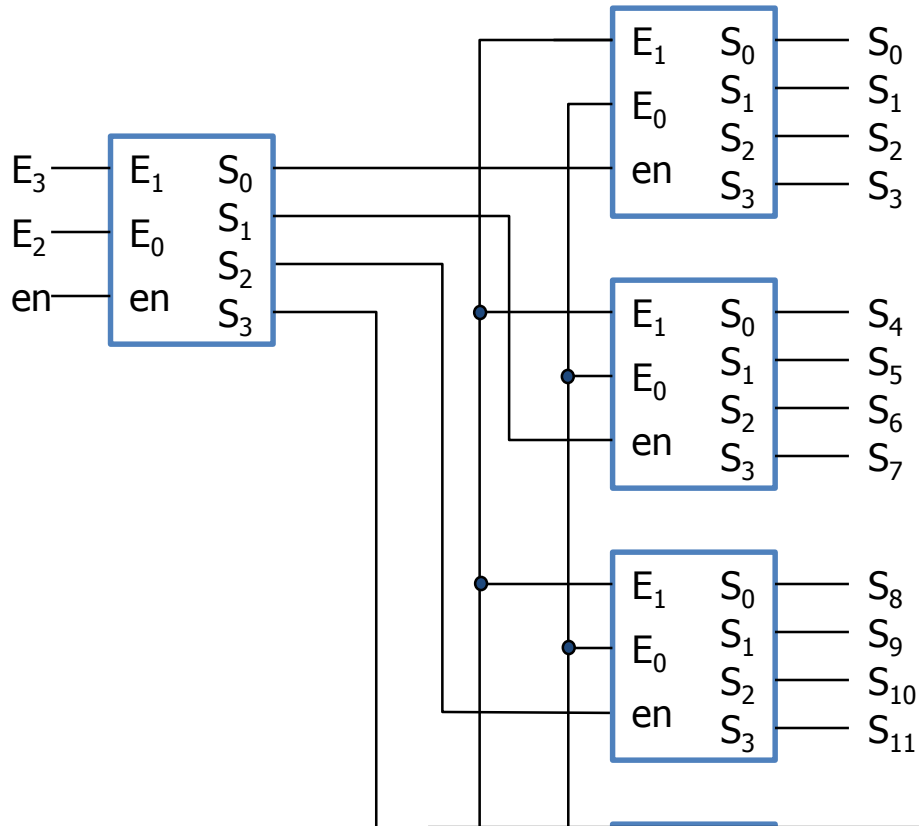 E₃
E₂
en
E₁ S₀
E₀ S₁
en S₂
S₃
E₁ S₀ S₀
E₀ S₁ S₁
en S₂ S₂
S₃ S₃
E₁ S₀ S₄
E₀ S₁ S₅
en S₂ S₆
S₃ S₇
E₁ S₀ S₈
E₀ S₁ S₉
en S₂ S₁₀
S₃ S₁₁